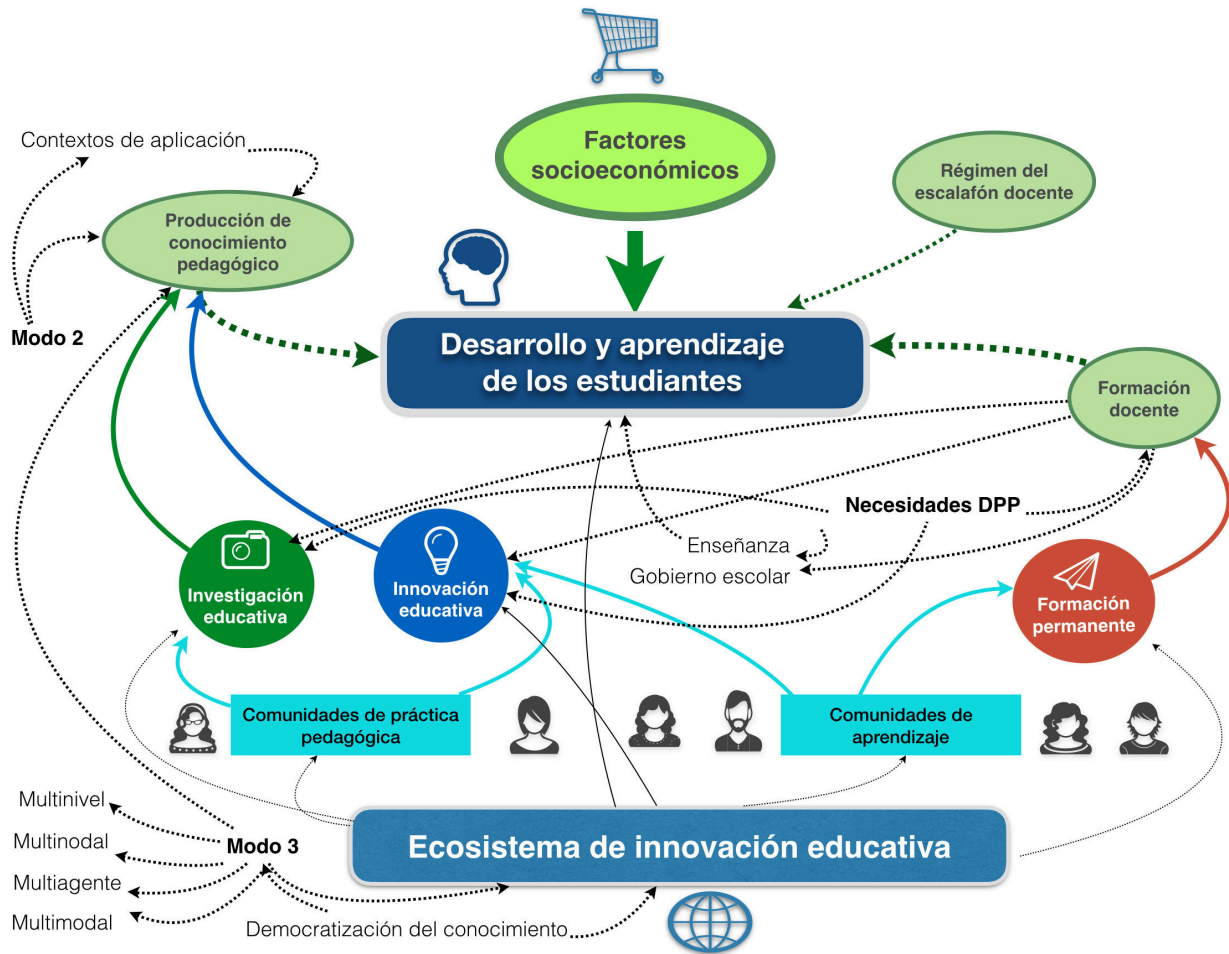 Factores
socioeconómicos
Contextos de aplicación
Régimen del
escalafón docente
Producción de
conocimiento
pedagógico
Modo 2
Desarrollo y aprendizaje
de los estudiantes
Formación
docente
Necesidades DPP
Enseñanza
Gobierno escolar
Investigación
educativa
Innovación
educativa
Formación
permanente
Comunidades de práctica
pedagógica
Comunidades de
aprendizaje
Multinivel
Multinodal
Modo 3
Multiagente
Multimodal
Ecosistema de innovación educativa
Democratización del conocimiento